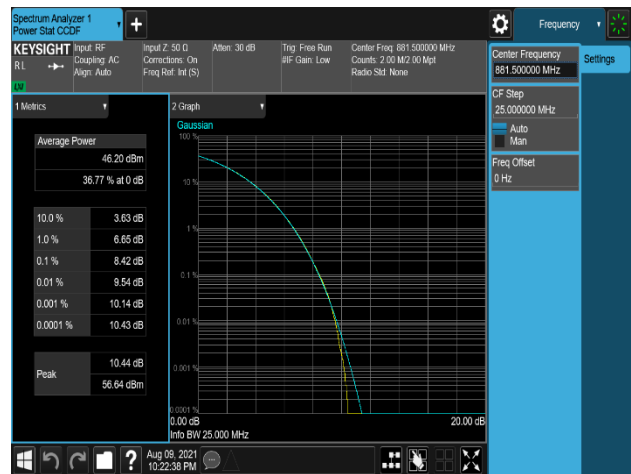 Spectrum Analyzer 1
Power Stat CCDF
+
Frequency
KEYSIGHT
Input: RF
Coupling: AC
Align: Auto
RL
LW
Input Z: 50 Ω
Corrections: On
Freq Ref: Int (S)
Atten: 30 dB
Trig: Free Run
#IF Gain: Low
Center Freq: 881.500000 MHz
Counts: 2.00 M/2.00 Mpt
Radio Std: None
Center Frequency
881.500000 MHz
Settings
CF Step
25.000000 MHz
Auto
Man
Freq Offset
0 Hz
1 Metrics
2 Graph
Average Power
46.20 dBm
36.77 % at 0 dB
10.0 % 3.63 dB
1.0 % 6.65 dB
0.1 % 8.42 dB
0.01 % 9.54 dB
0.001 % 10.14 dB
0.0001 % 10.43 dB
Peak
10.44 dB
56.64 dBm
Gaussian
100 %
10 %
1 %
0.1 %
0.01 %
0.001 %
0.0001 %
0.00 dB
20.00 dB
Info BW 25.000 MHz
?
Aug 09, 2021
10:22:38 PM